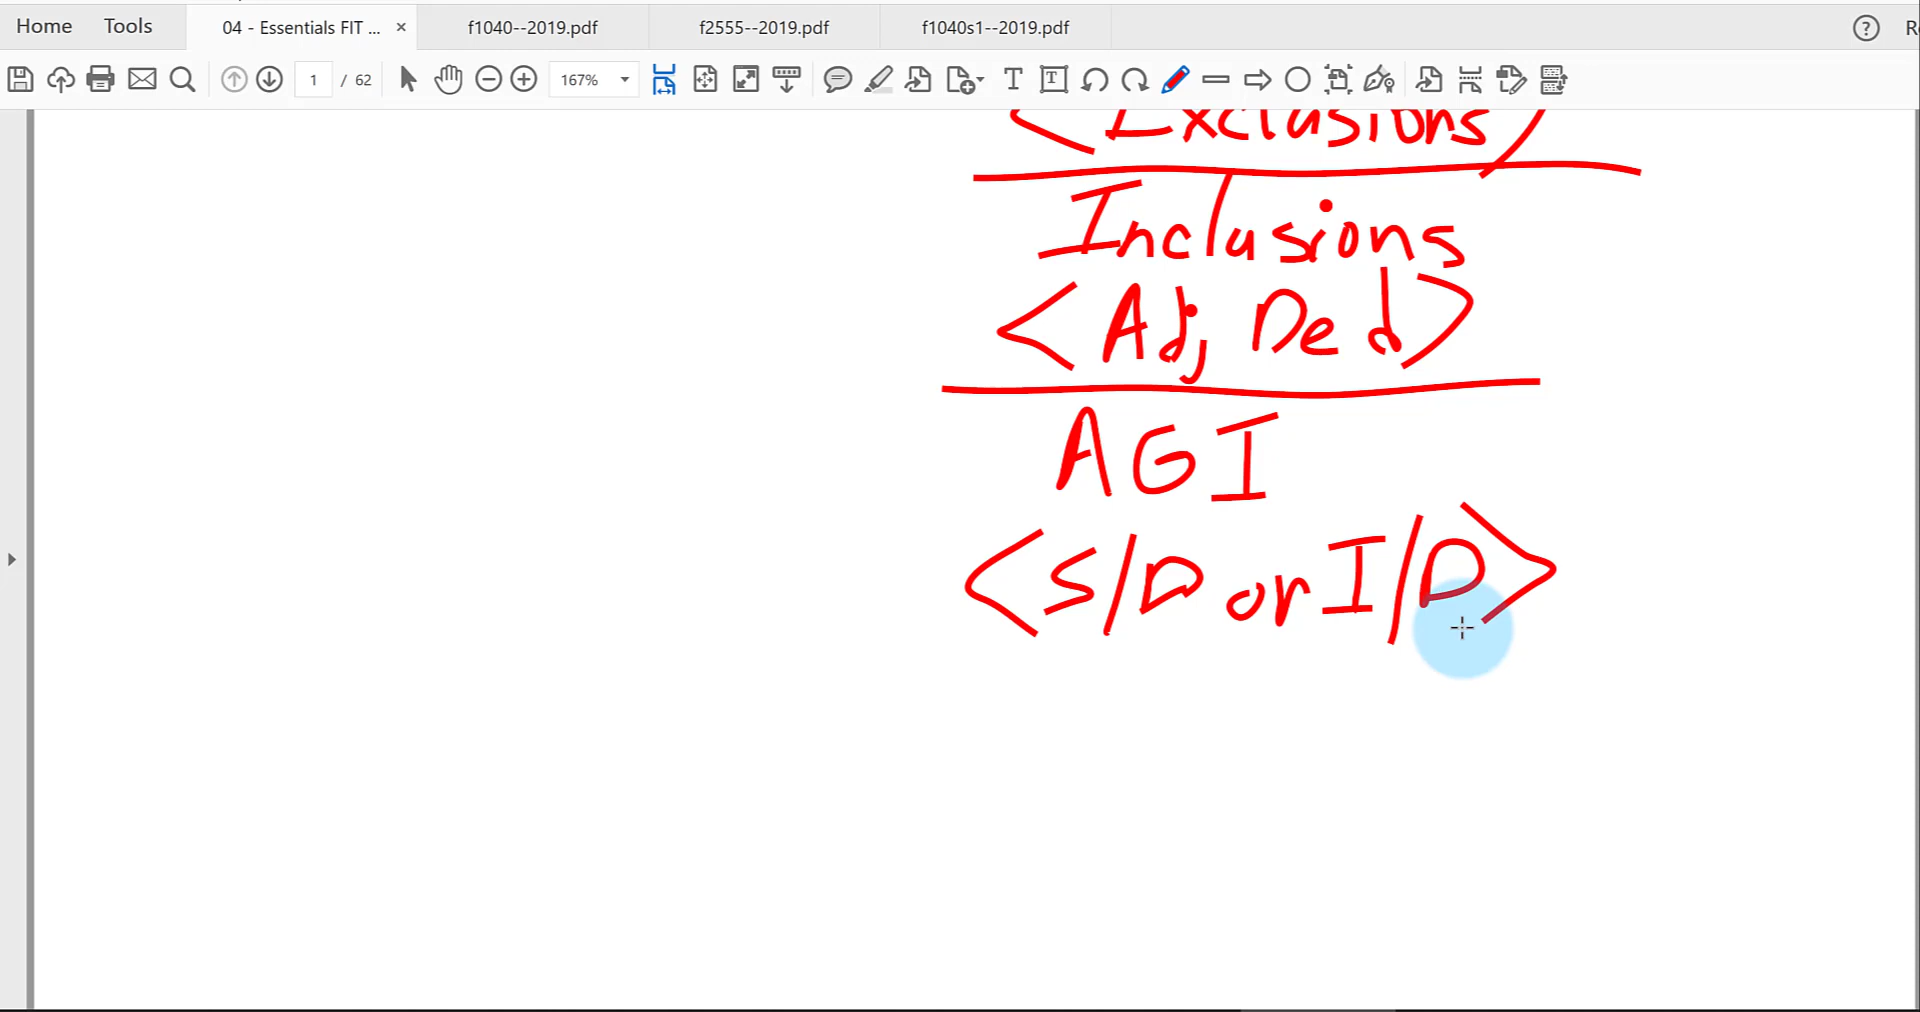 Home Tools 04 - Essentials FIT ... × f1040--2019.pdf f2555--2019.pdf f1040s1--2019.pdf ? Re
1 / 62 167% T T
<Exclusions>
Inclusions
<Adj, Ded>
AGI
<S/D or I/D>